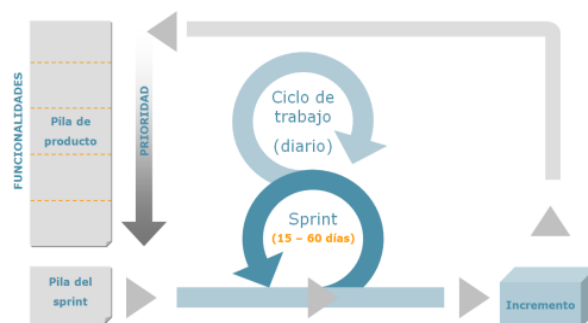 FUNCIONALIDADES
Pila de
producto
PRIORIDAD
Ciclo de
trabajo
(diario)
Sprint
(15 – 60 días)
Pila del
sprint
Incremento